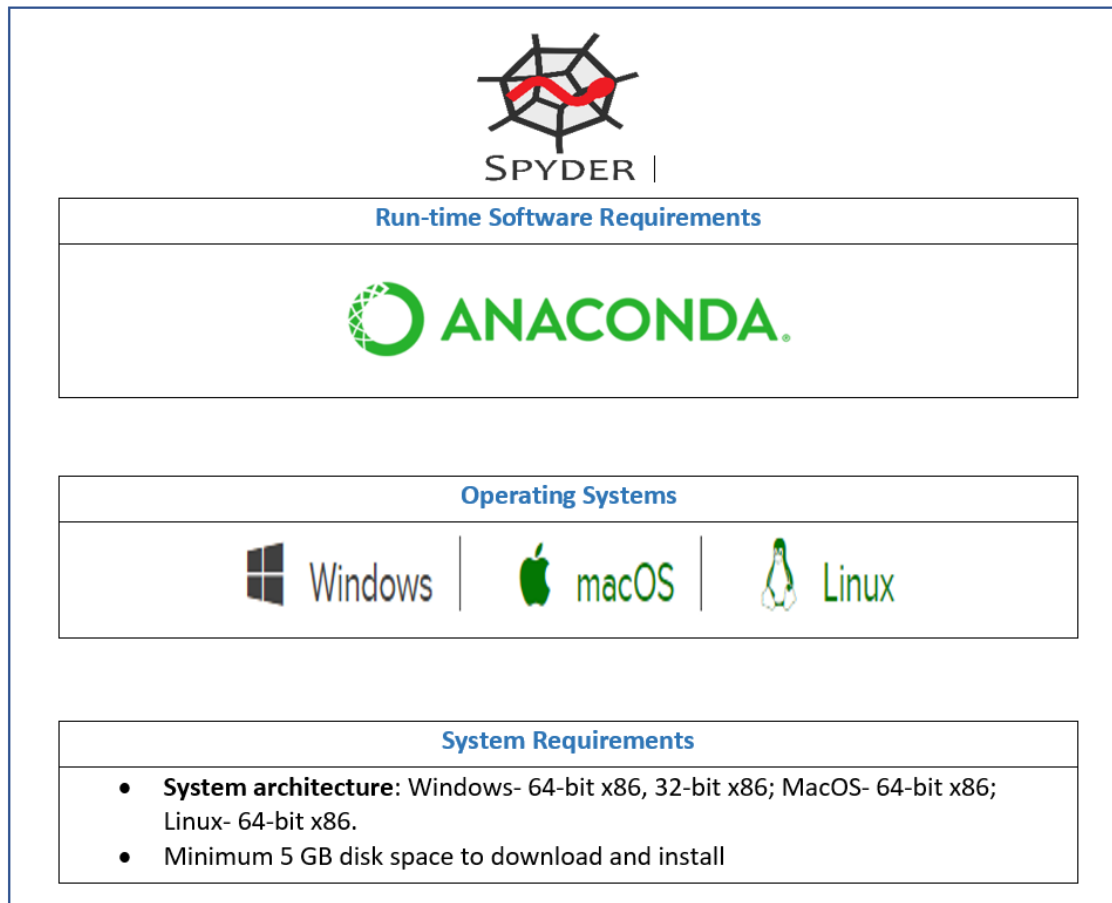 SPYDER
Run-time Software Requirements
ANACONDA®
Operating Systems
Windows
macOS
Linux
System Requirements
• System architecture: Windows- 64-bit x86, 32-bit x86; MacOS- 64-bit x86;
Linux- 64-bit x86.
• Minimum 5 GB disk space to download and install